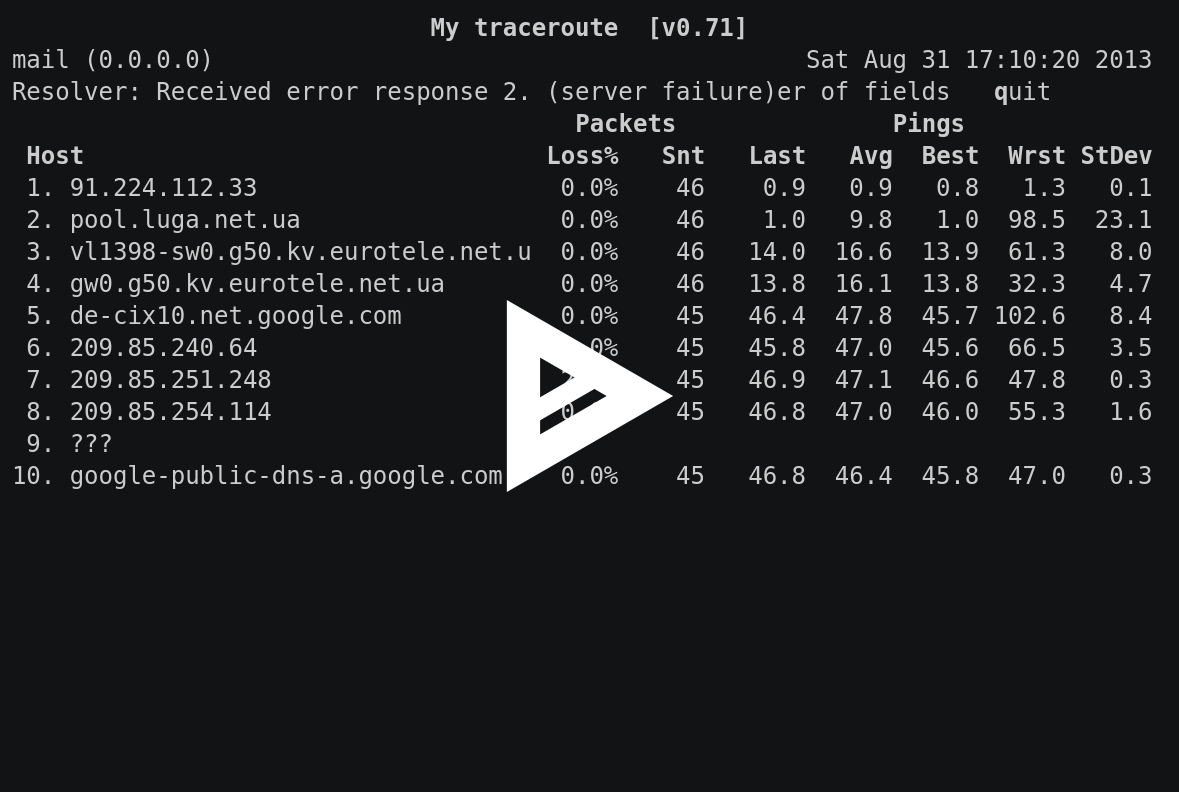 My traceroute  [v0.71]
mail (0.0.0.0) Sat Aug 31 17:10:20 2013
Resolver: Received error response 2. (server failure)er of fields   quit
Packets Pings
Host Loss% Snt Last Avg Best Wrst StDev
1. 91.224.112.33 0.0% 46 0.9 0.9 0.8 1.3 0.1
2. pool.luga.net.ua 0.0% 46 1.0 9.8 1.0 98.5 23.1
3. vl1398-sw0.g50.kv.eurotele.net.u 0.0% 46 14.0 16.6 13.9 61.3 8.0
4. gw0.g50.kv.eurotele.net.ua 0.0% 46 13.8 16.1 13.8 32.3 4.7
5. de-cix10.net.google.com 0.0% 45 46.4 47.8 45.7 102.6 8.4
6. 209.85.240.64 45 45.8 47.0 45.6 66.5 3.5
7. 209.85.251.248 45 46.9 47.1 46.6 47.8 0.3
8. 209.85.254.114 45 46.8 47.0 46.0 55.3 1.6
9. ???
10. google-public-dns-a.google.com 0.0% 45 46.8 46.4 45.8 47.0 0.3